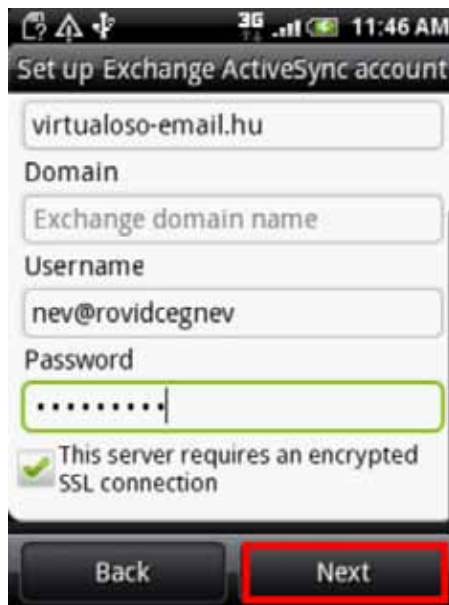 3G 11:46 AM
Set up Exchange ActiveSync account
virtualoso-email.hu
Domain
Exchange domain name
Username
nev@rovidcegnev
Password
•••••••••
This server requires an encrypted
SSL connection
Back Next